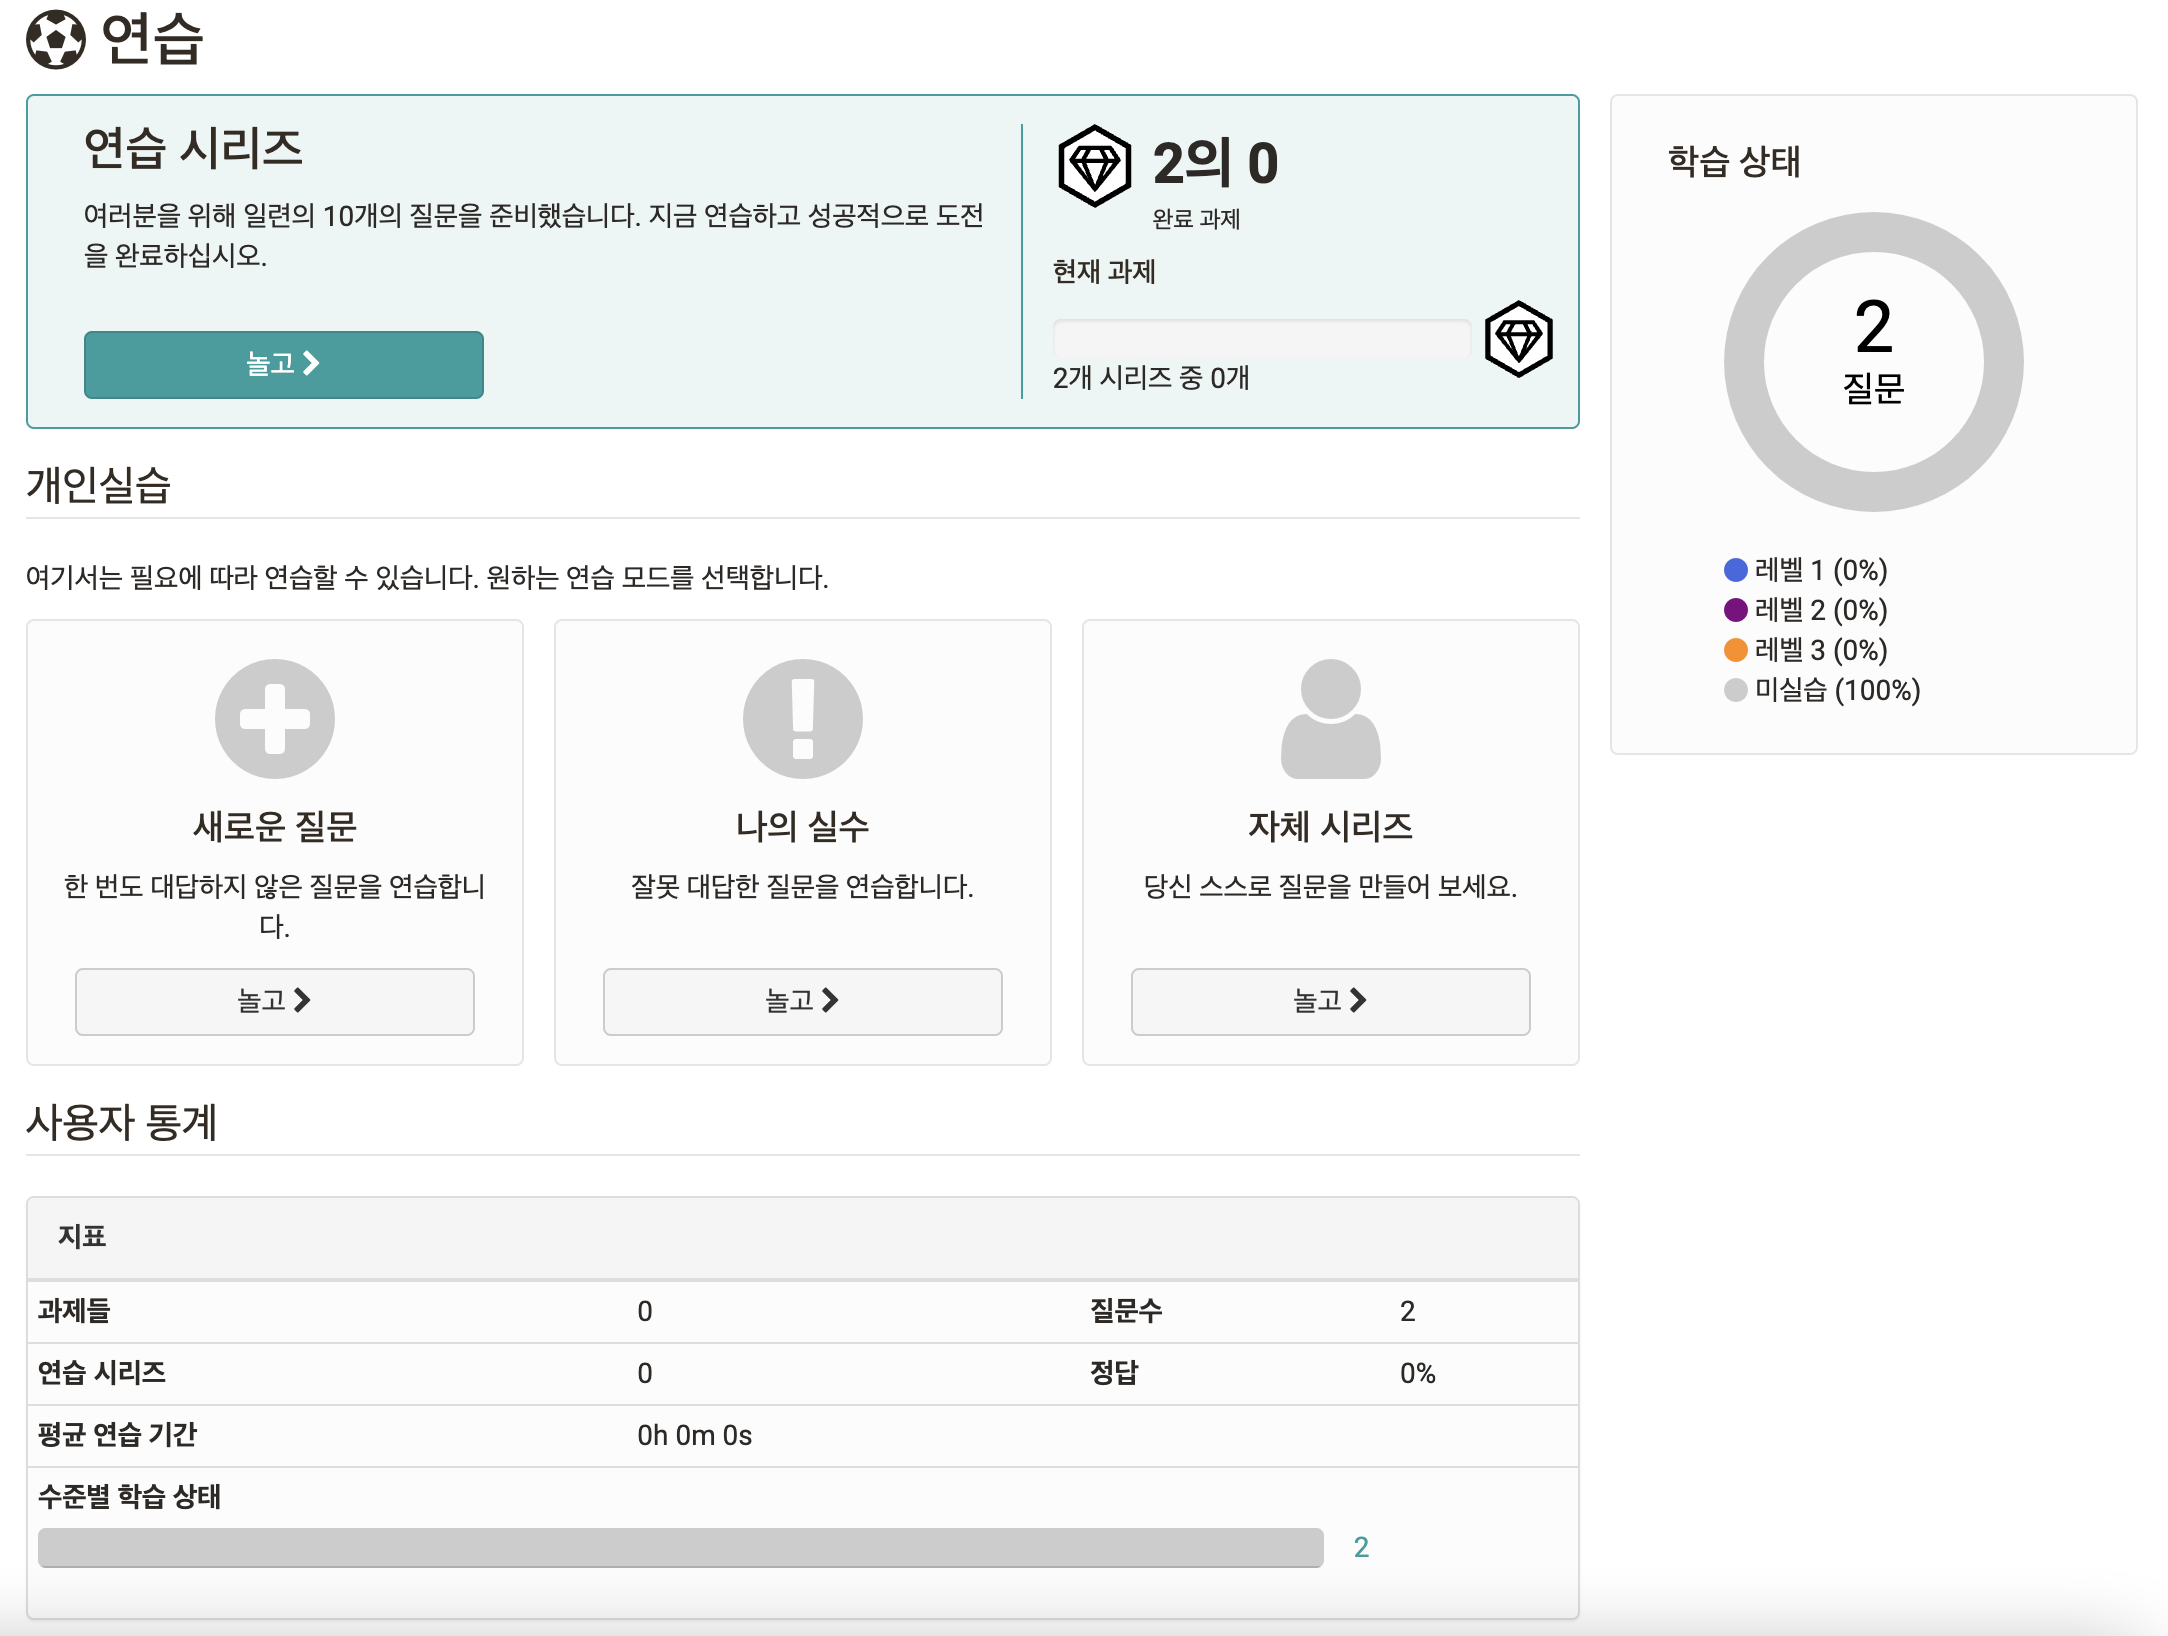 연습
연습 시리즈
여러분을 위해 일련의 10개의 질문을 준비했습니다. 지금 연습하고 성공적으로 도전
을 완료하십시오.
놀고
2의 0
완료 과제
현재 과제
2개 시리즈 중 0개
학습 상태
2
질문
레벨 1 (0%)
레벨 2 (0%)
레벨 3 (0%)
미실습 (100%)
개인실습
여기서는 필요에 따라 연습할 수 있습니다. 원하는 연습 모드를 선택합니다.
새로운 질문
한 번도 대답하지 않은 질문을 연습합니
다.
놀고
나의 실수
잘못 대답한 질문을 연습합니다.
놀고
자체 시리즈
당신 스스로 질문을 만들어 보세요.
놀고
사용자 통계
지표
과제들 0 질문수 2
연습 시리즈 0 정답 0%
평균 연습 기간 0h 0m 0s
수준별 학습 상태
2